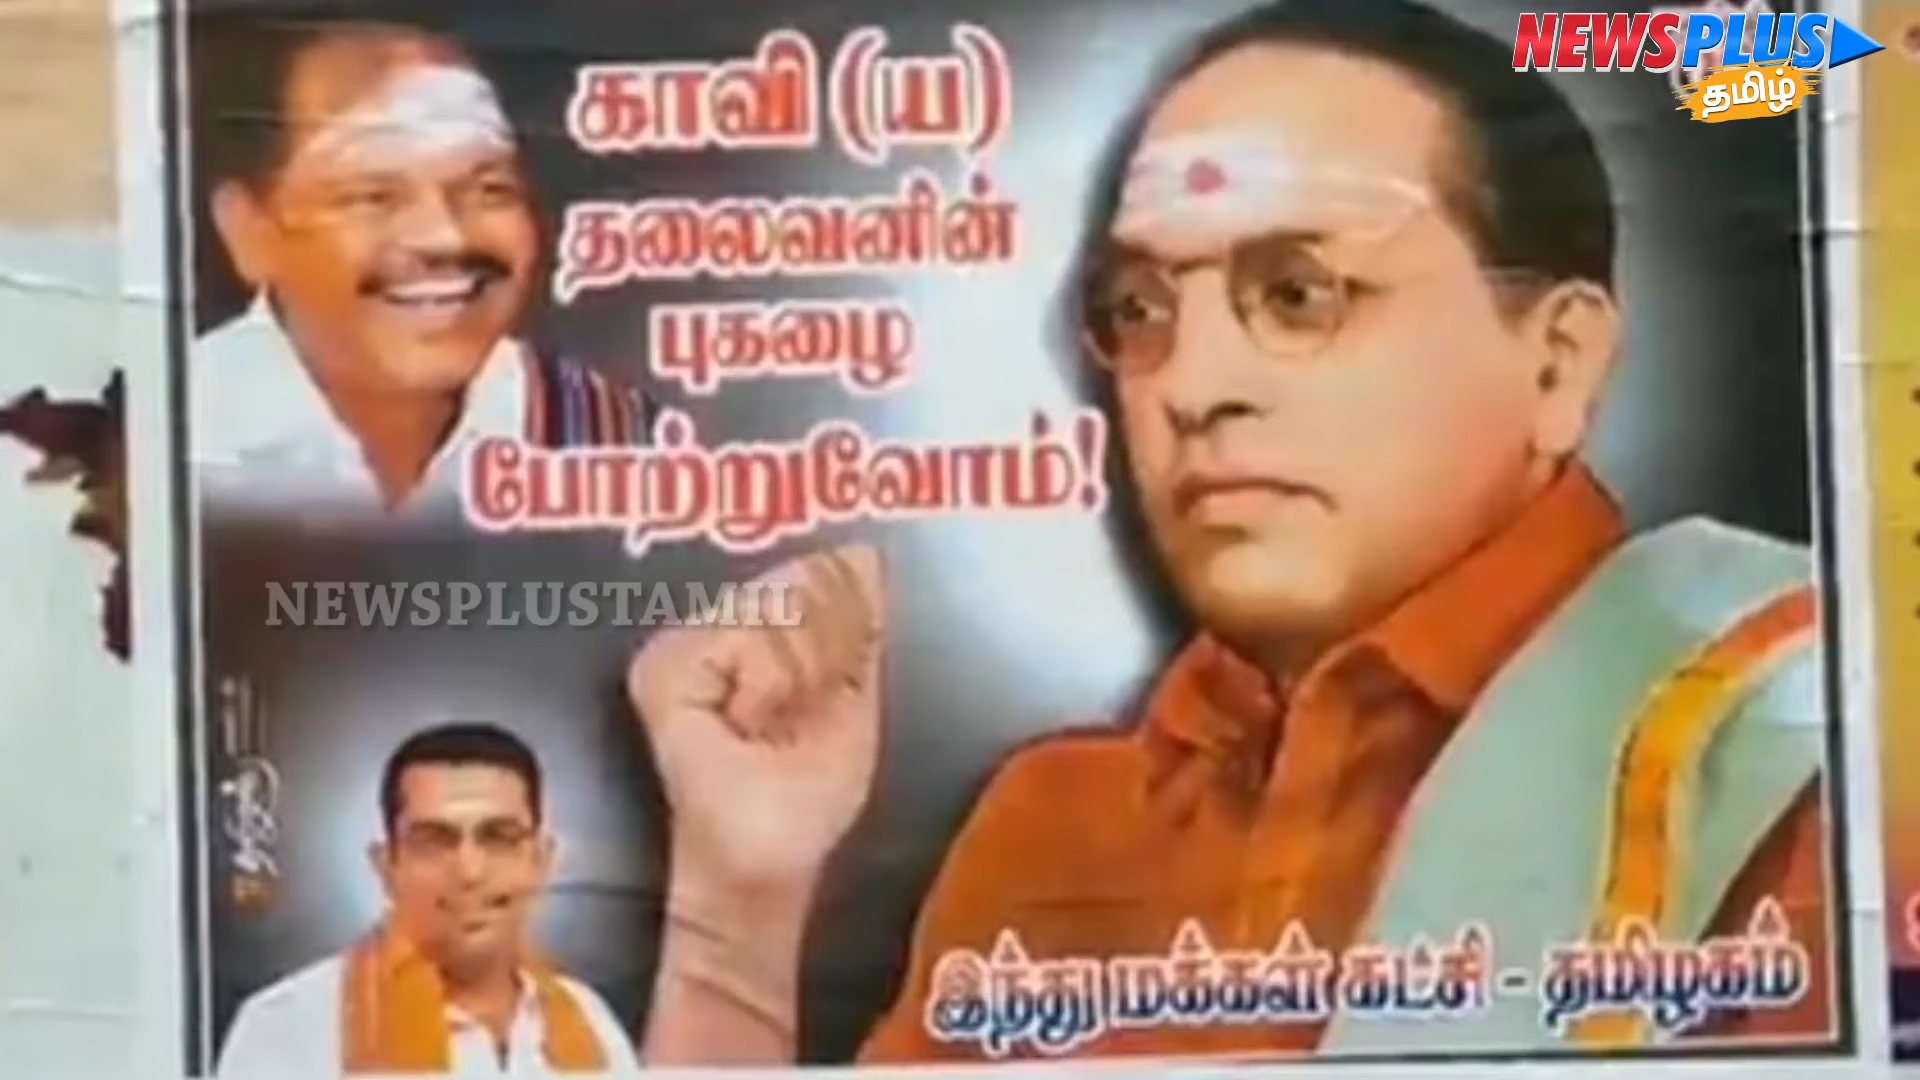 NEWSPLUS
தமிழ்
காவி (ய)
தலைவனின்
புகழை
போற்றுவோம்!
NEWSPLUSTAMIL
இந்து மக்கள் கட்சி - தமிழகம்